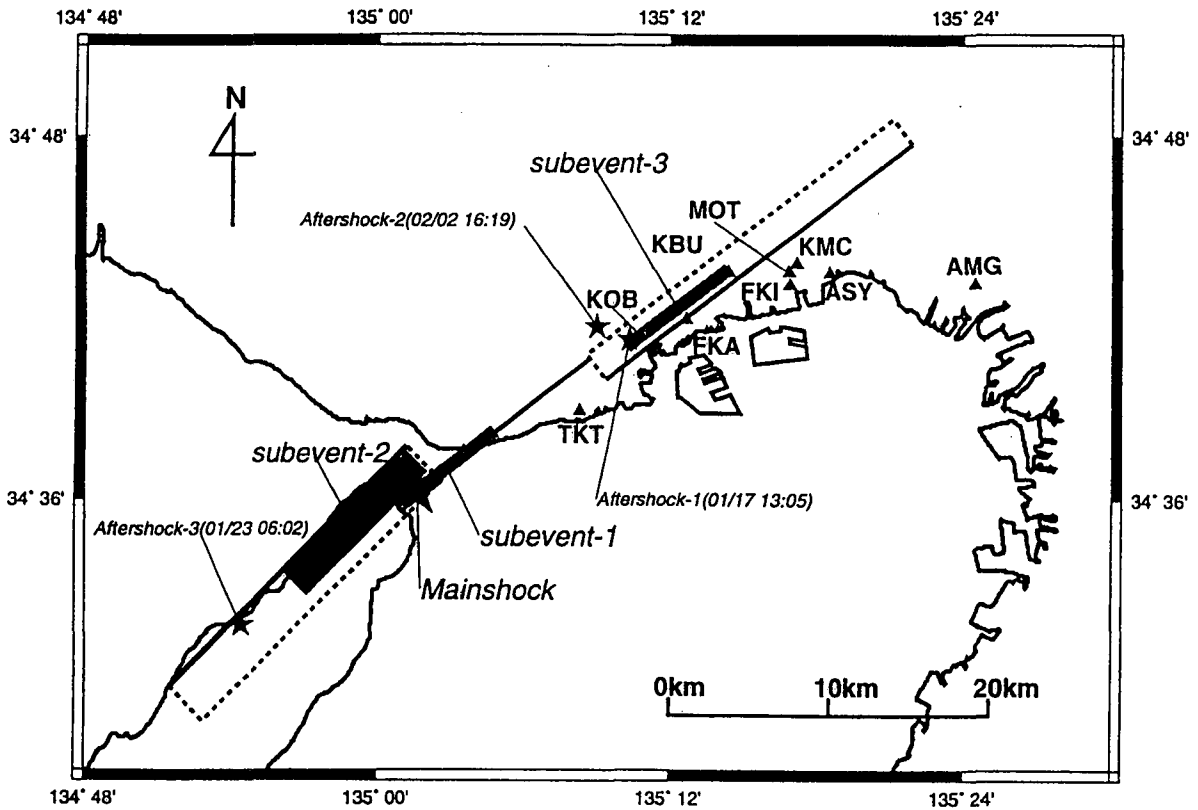 134° 48'
135° 00'
135° 12'
135° 24'
N
34° 48'
34° 48'
subevent-3
MOT
Aftershock-2(02/02 16:19)
KBU
KMC
AMG
KOB
FKI
ASY
FKA
TKT
subevent-2
34° 36'
34° 36'
Aftershock-1(01/17 13:05)
Aftershock-3(01/23 06:02)
subevent-1
Mainshock
0km
10km
20km
134° 48'
135° 00'
135° 12'
135° 24'